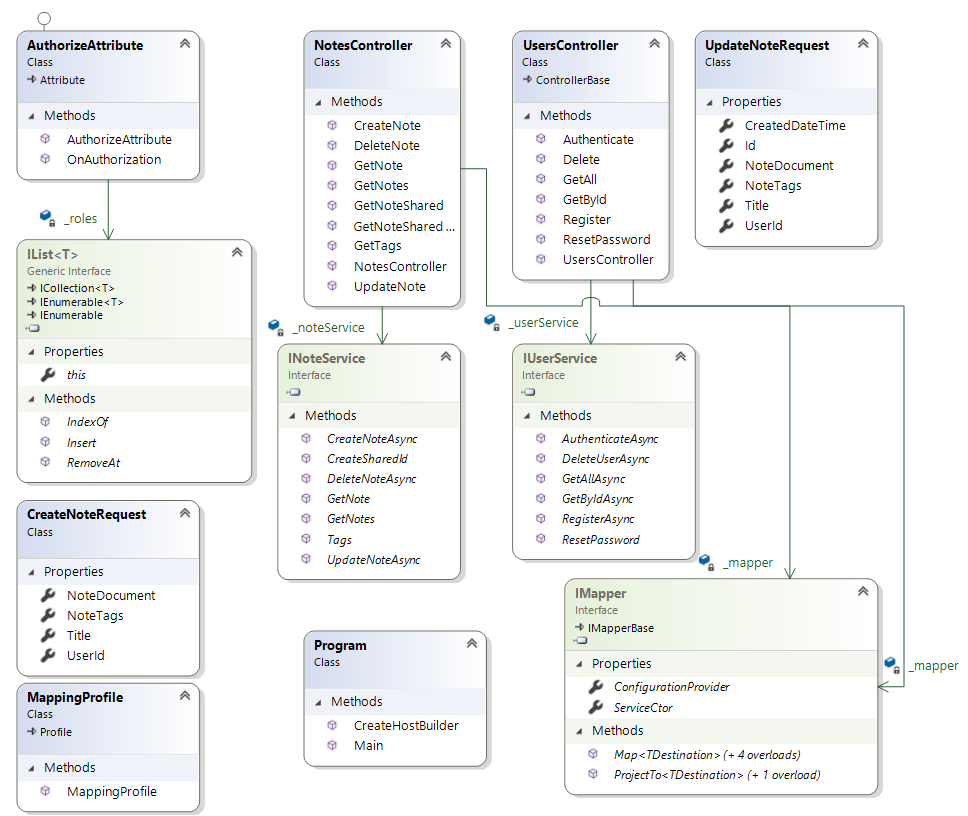 AuthorizeAttribute
Class
Attribute
Methods
AuthorizeAttribute
OnAuthorization
_roles
IList<T>
Generic Interface
ICollection<T>
IEnumerable<T>
IEnumerable
Properties
this
Methods
IndexOf
Insert
RemoveAt
CreateNoteRequest
Class
Properties
NoteDocument
NoteTags
Title
UserId
MappingProfile
Class
Profile
Methods
MappingProfile
NotesController
Class
Methods
CreateNote
DeleteNote
GetNote
GetNotes
GetNoteShared
GetNoteShared ...
GetTags
NotesController
UpdateNote
_noteService
INoteService
Interface
Methods
CreateNoteAsync
CreateSharedId
DeleteNoteAsync
GetNote
GetNotes
Tags
UpdateNoteAsync
Program
Class
Methods
CreateHostBuilder
Main
UsersController
Class
ControllerBase
Methods
Authenticate
Delete
GetAll
GetById
Register
ResetPassword
UsersController
_userService
IUserService
Interface
Methods
AuthenticateAsync
DeleteUserAsync
GetAllAsync
GetByIdAsync
RegisterAsync
ResetPassword
UpdateNoteRequest
Class
Properties
CreatedDateTime
Id
NoteDocument
NoteTags
Title
UserId
_mapper
IMapper
Interface
IMapperBase
Properties
ConfigurationProvider
ServiceCtor
Methods
Map<TDestination> (+ 4 overloads)
ProjectTo<TDestination> (+ 1 overload)
_mapper